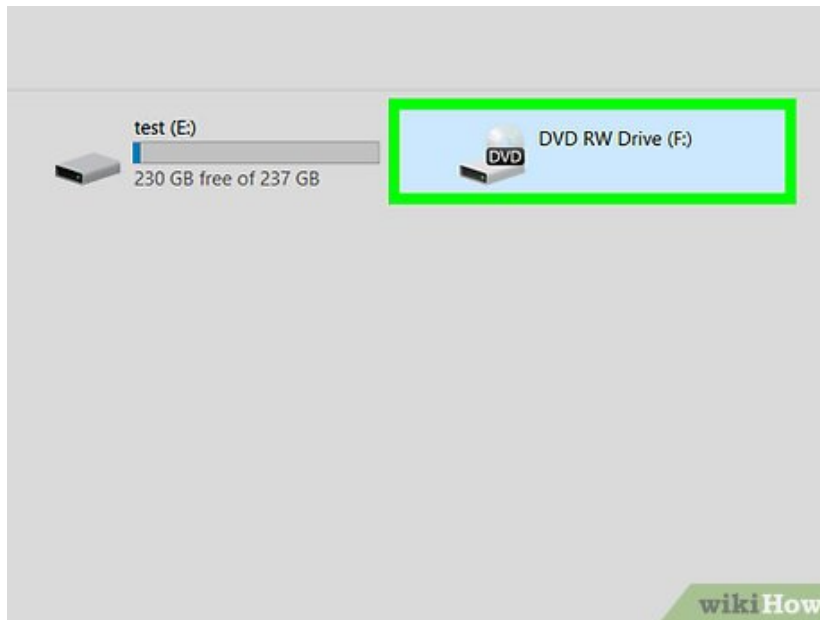 test (E:)
230 GB free of 237 GB
DVD RW Drive (F:)
DVD
wikiHow